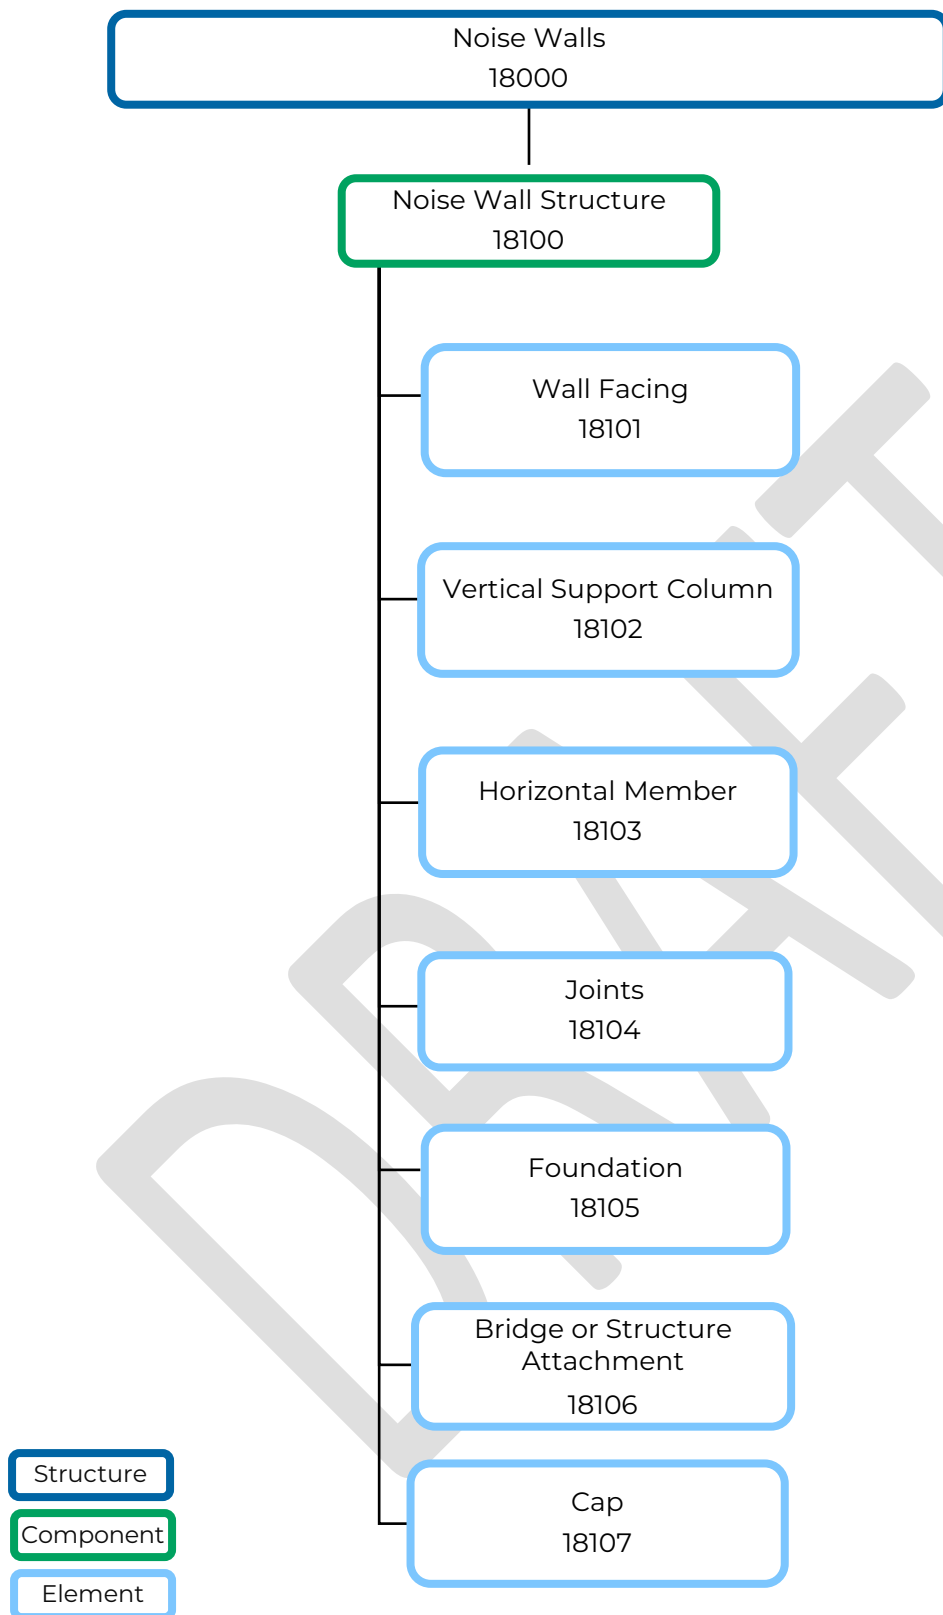 Noise Walls
18000
Noise Wall Structure
18100
Wall Facing
18101
Vertical Support Column
18102
Horizontal Member
18103
Joints
18104
Foundation
18105
Bridge or Structure
Attachment
18106
Cap
18107
Structure
Component
Element
DRAFT